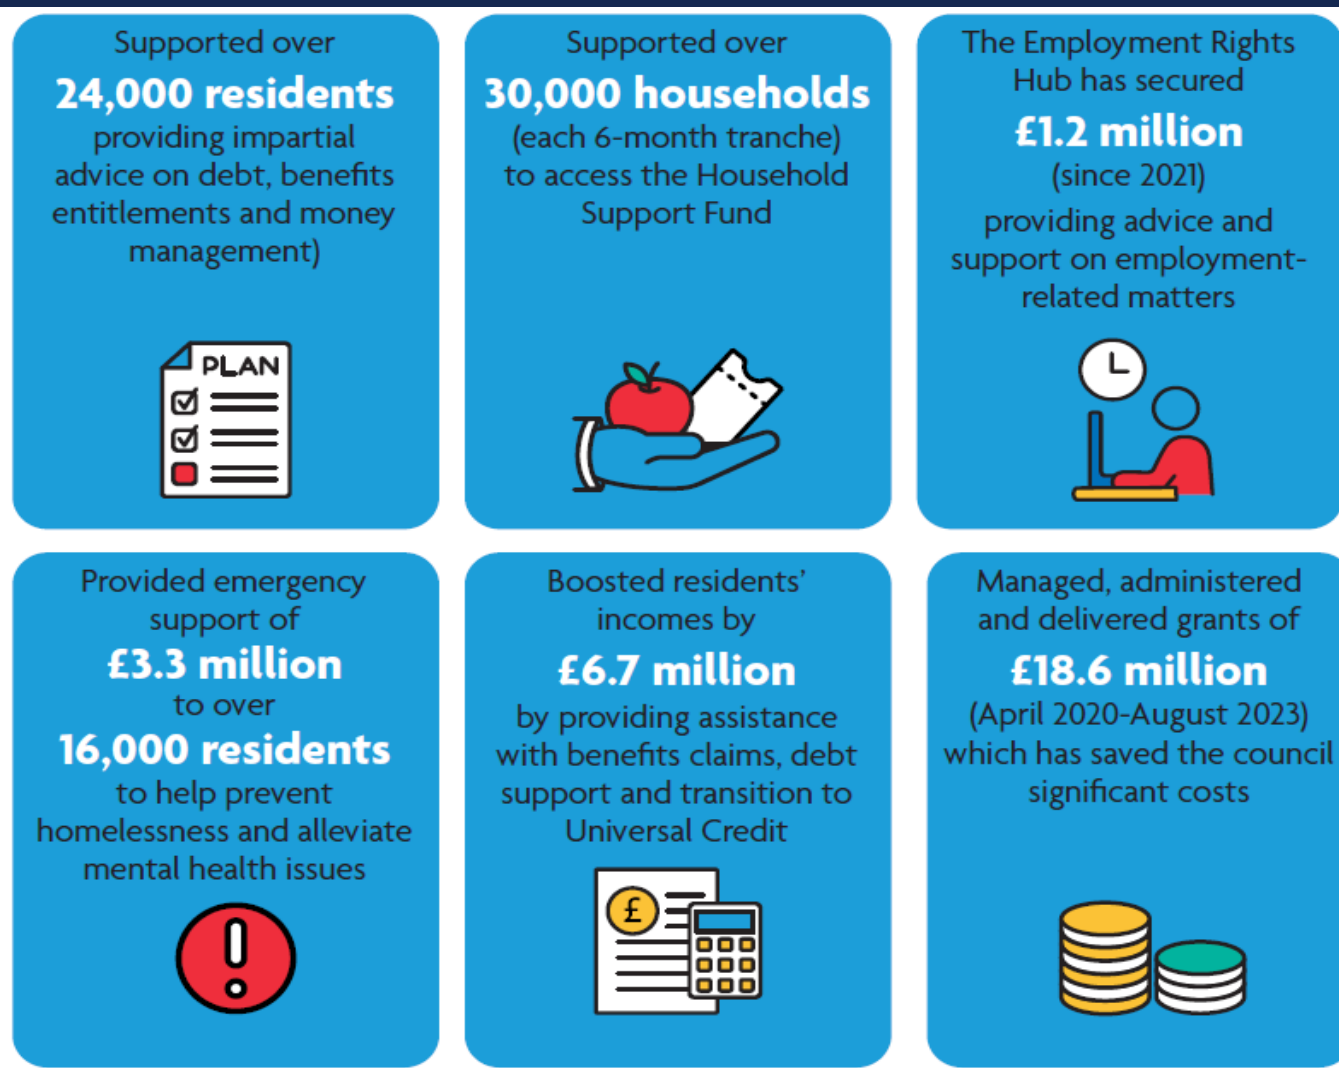 Supported over
24,000 residents
providing impartial
advice on debt, benefits
entitlements and money
management)
PLAN
Supported over
30,000 households
(each 6-month tranche)
to access the Household
Support Fund
The Employment Rights
Hub has secured
£1.2 million
(since 2021)
providing advice and
support on employment-
related matters
Provided emergency
support of
£3.3 million
to over
16,000 residents
to help prevent
homelessness and alleviate
mental health issues
Boosted residents’
incomes by
£6.7 million
by providing assistance
with benefits claims, debt
support and transition to
Universal Credit
£
Managed, administered
and delivered grants of
£18.6 million
(April 2020-August 2023)
which has saved the council
significant costs